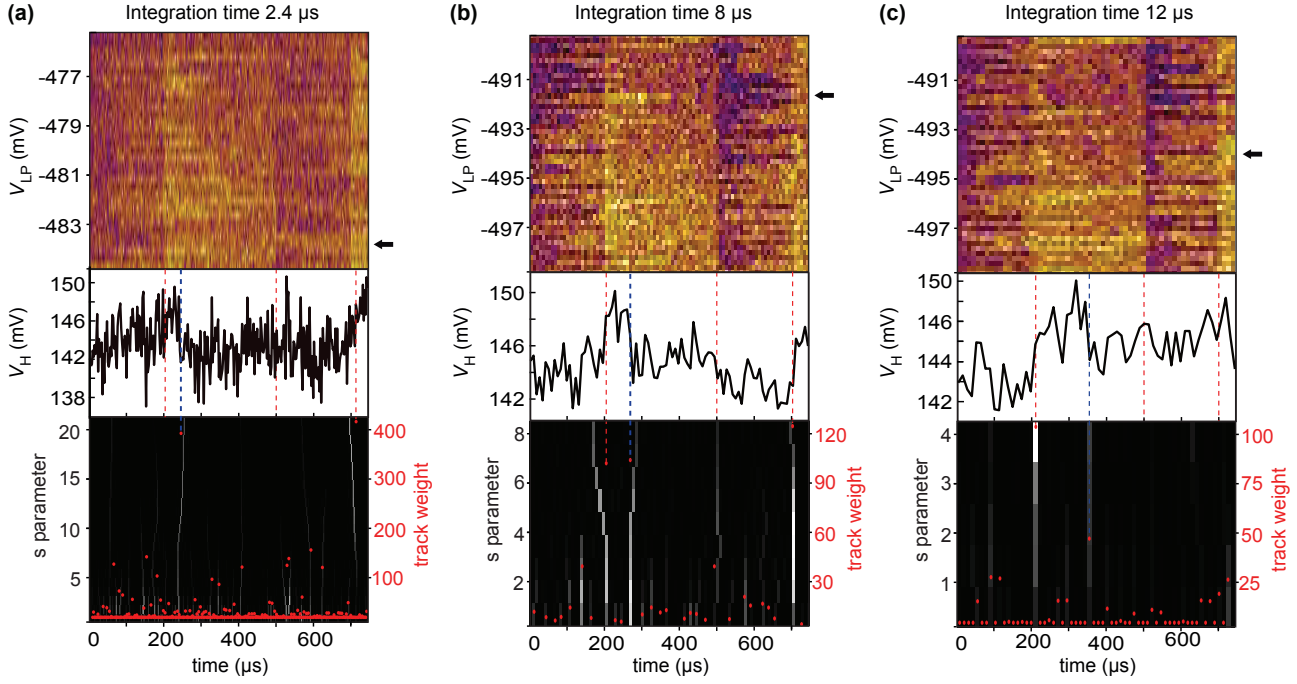 (a) Integration time 2.4 µs
V_LP (mV)
-477
-479
-481
-483
V_H (mV)
150
146
142
138
s parameter
20
15
10
5
track weight
400
300
200
100
0 200 400 600
time (µs)
(b) Integration time 8 µs
V_LP (mV)
-491
-493
-495
-497
V_H (mV)
150
146
142
s parameter
8
6
4
2
track weight
120
90
60
30
0 200 400 600
time (µs)
(c) Integration time 12 µs
V_LP (mV)
-491
-493
-495
-497
V_H (mV)
150
146
144
142
s parameter
4
3
2
1
track weight
100
75
50
25
0 200 400 600
time (µs)